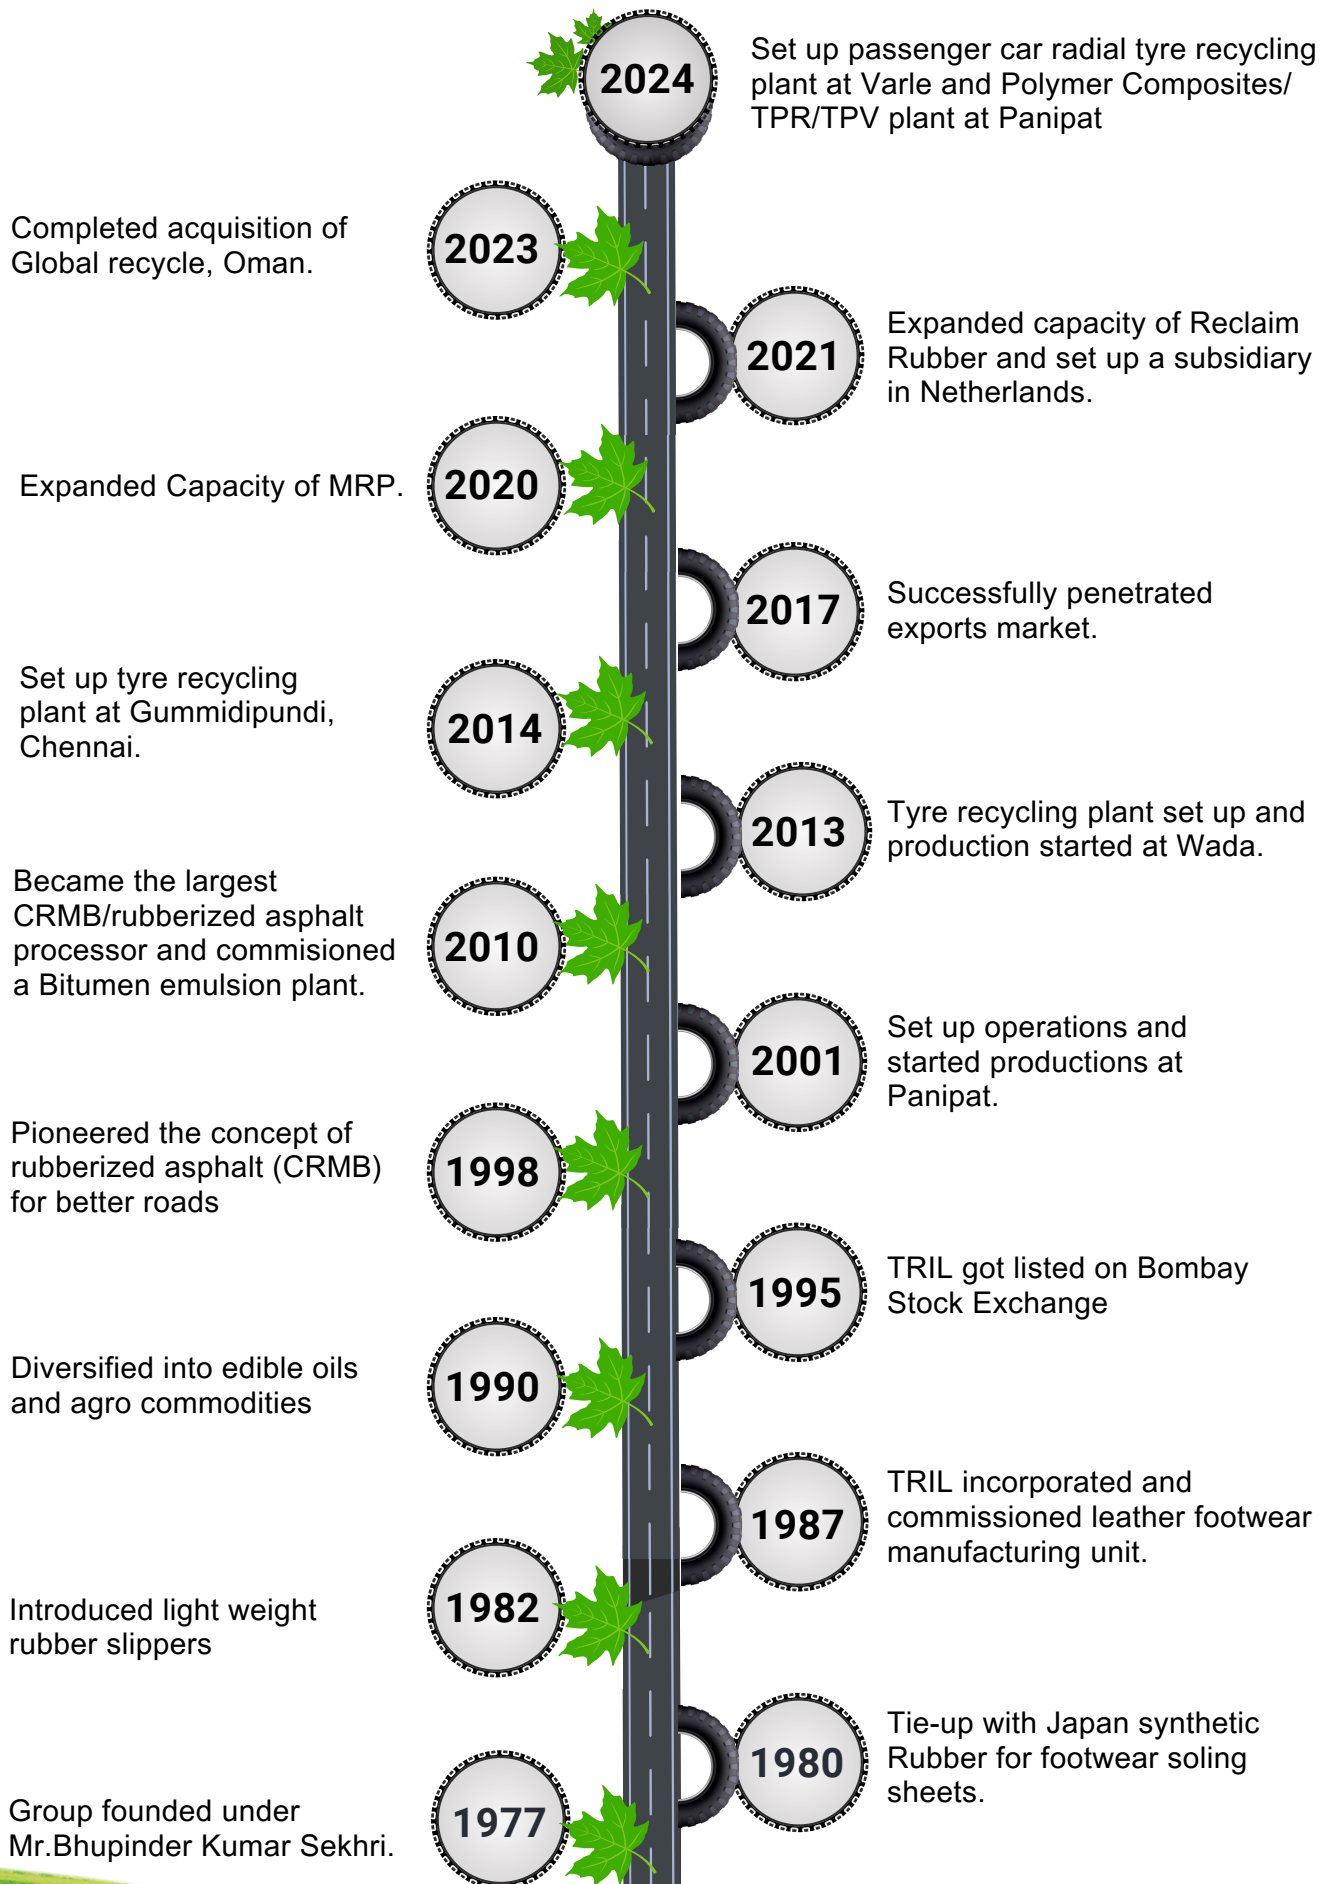 2024
Set up passenger car radial tyre recycling
plant at Varle and Polymer Composites/
TPR/TPV plant at Panipat
2023
Completed acquisition of
Global recycle, Oman.
2021
Expanded capacity of Reclaim
Rubber and set up a subsidiary
in Netherlands.
2020
Expanded Capacity of MRP.
2017
Successfully penetrated
exports market.
2014
Set up tyre recycling
plant at Gummidipundi,
Chennai.
2013
Tyre recycling plant set up and
production started at Wada.
2010
Became the largest
CRMB/rubberized asphalt
processor and commisioned
a Bitumen emulsion plant.
2001
Set up operations and
started productions at
Panipat.
1998
Pioneered the concept of
rubberized asphalt (CRMB)
for better roads
1995
TRIL got listed on Bombay
Stock Exchange
1990
Diversified into edible oils
and agro commodities
1987
TRIL incorporated and
commissioned leather footwear
manufacturing unit.
1982
Introduced light weight
rubber slippers
1980
Tie-up with Japan synthetic
Rubber for footwear soling
sheets.
1977
Group founded under
Mr.Bhupinder Kumar Sekhri.